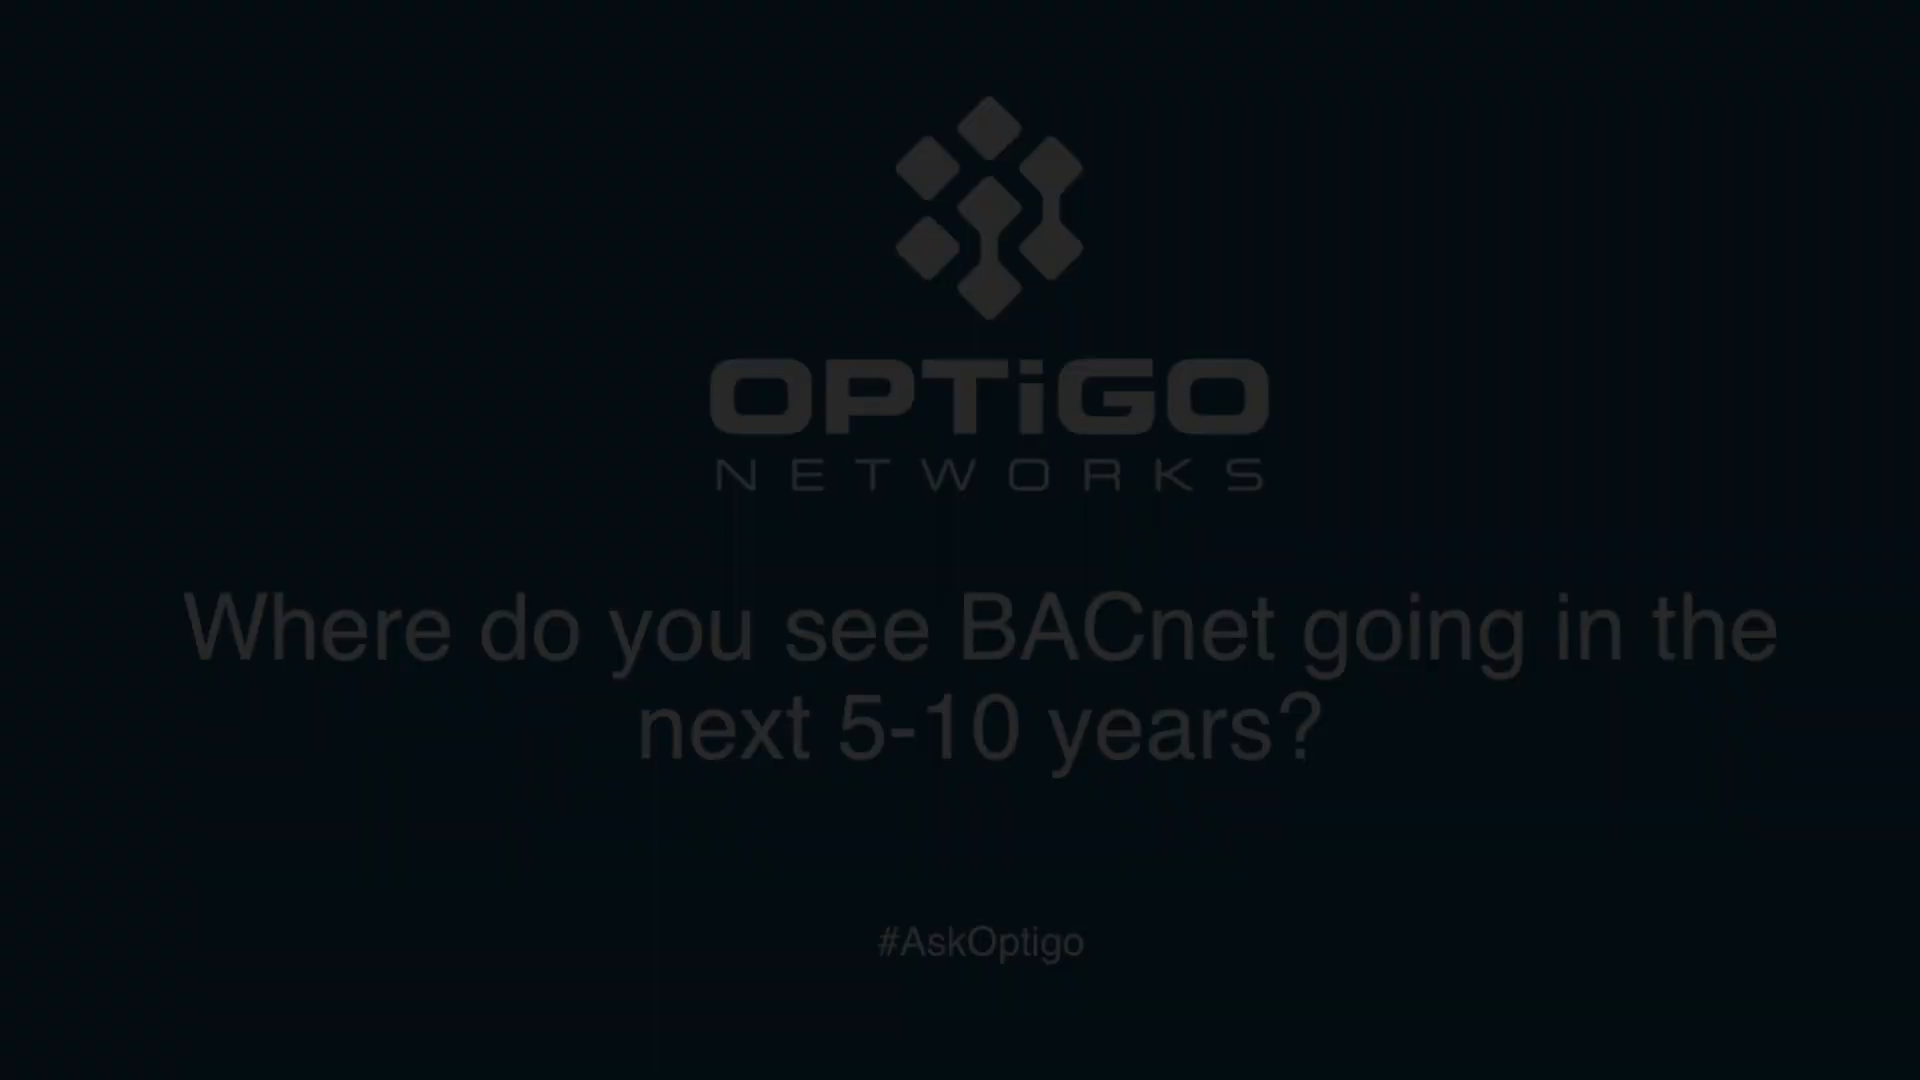 OPTiGO
NETWORKS
Where do you see BACnet going in the
next 5-10 years?
#AskOptigo